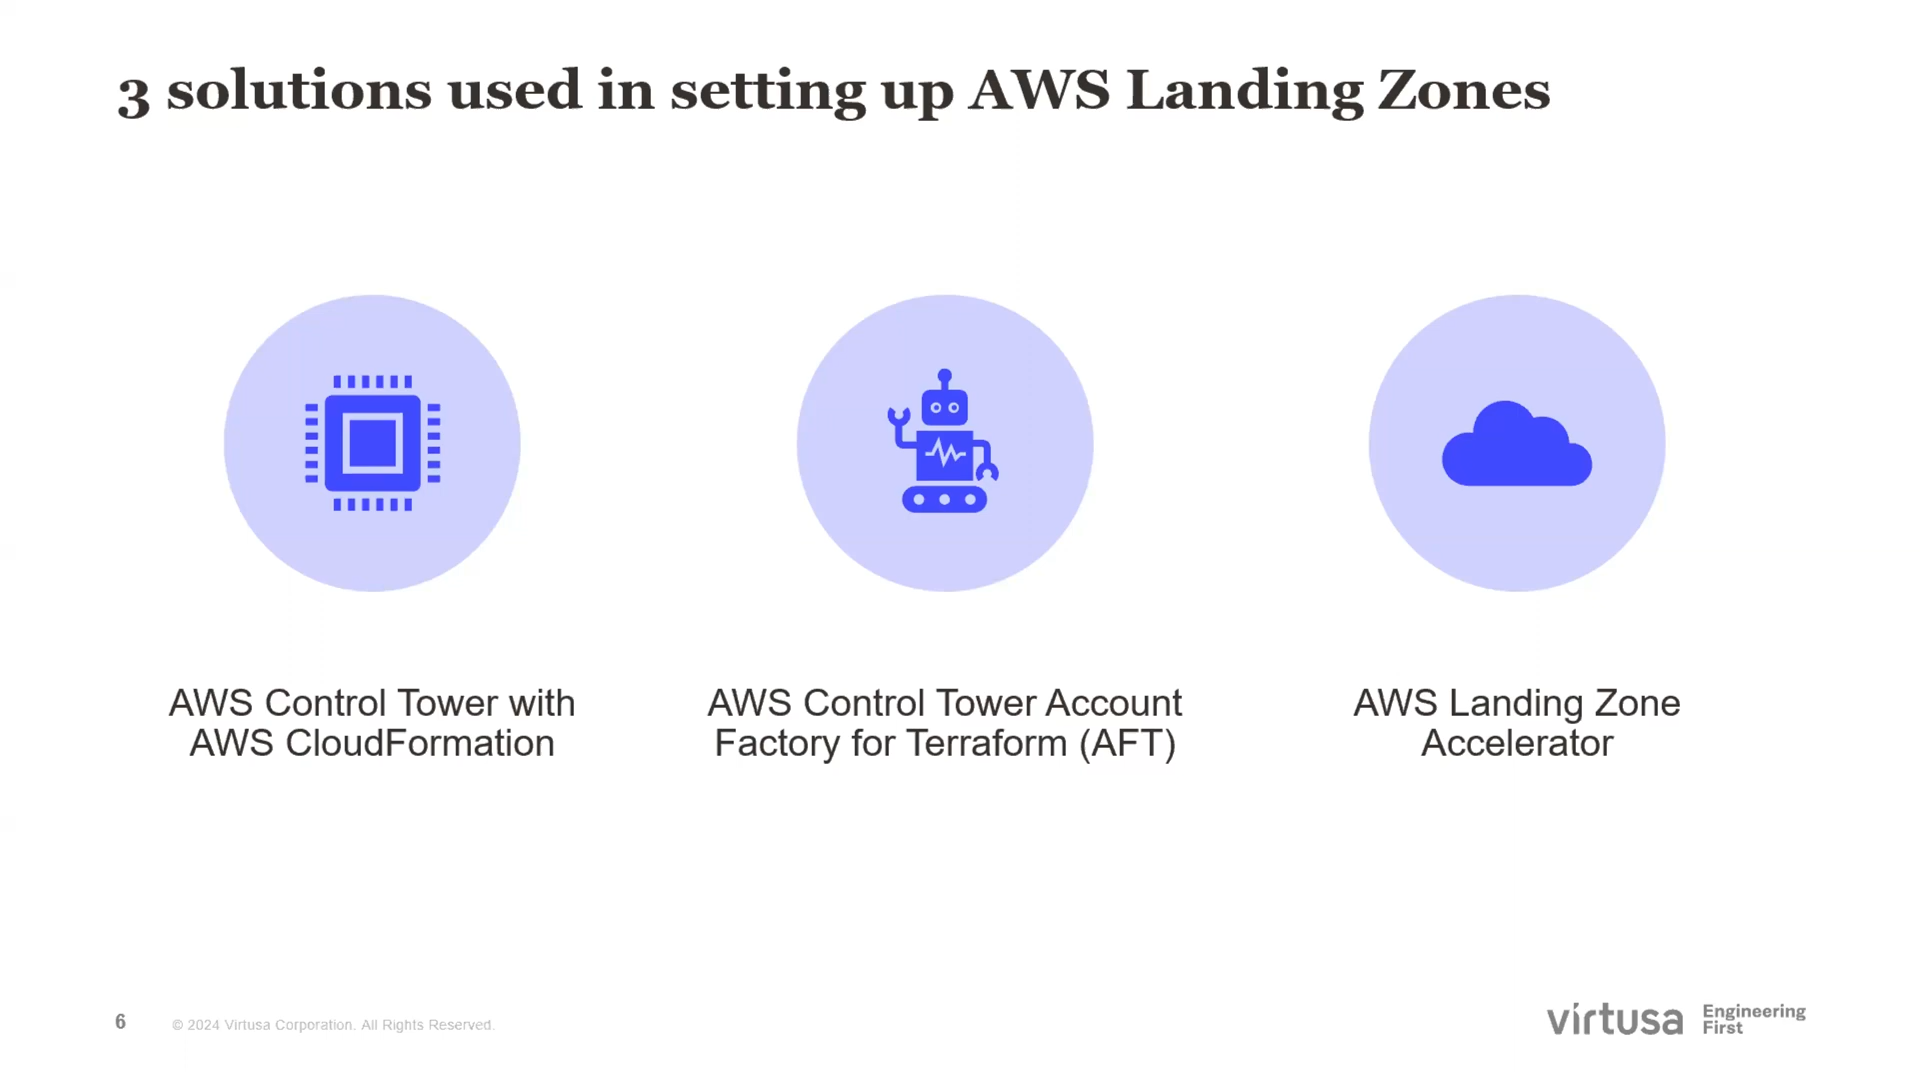 3 solutions used in setting up AWS Landing Zones
AWS Control Tower with
AWS CloudFormation
AWS Control Tower Account
Factory for Terraform (AFT)
AWS Landing Zone
Accelerator
6
© 2024 Virtusa Corporation. All Rights Reserved.
virtusa
Engineering
First